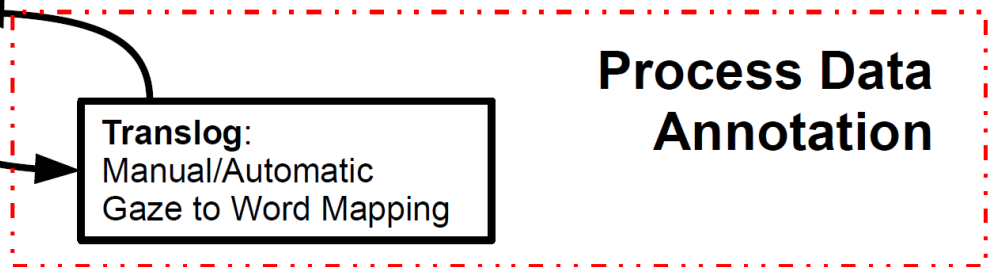 Process Data
Annotation
Translog:
Manual/Automatic
Gaze to Word Mapping